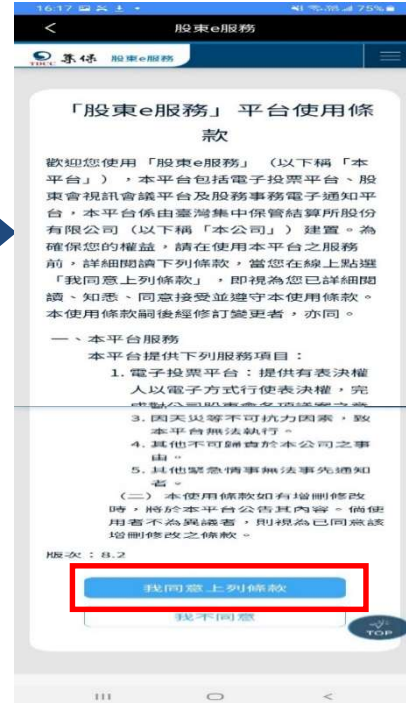 16:17
75%
股東e服務
TDCC 集保 股東e服務
「股東e服務」平台使用條
款
歡迎您使用「股東e服務」（以下稱「本
平台」），本平台包括電子投票平台、股
東會視訊會議平台及股務事務電子通知平
台，本平台係由臺灣集中保管結算所股份
有限公司（以下稱「本公司」）建置。為
確保您的權益，請在使用本平台之服務
前，詳細閱讀下列條款，當您在線上點選
「我同意上列條款」，即視為您已詳細閱
讀、知悉、同意接受並遵守本使用條款。
本使用條款嗣後經修訂變更者，亦同。
一、本平台服務
本平台提供下列服務項目：
1. 電子投票平台：提供有表決權
人以電子方式行使表決權，完
3. 因天災等不可抗力因素，致
本平台無法執行。
4. 其他不可歸責於本公司之事
由。
5. 其他緊急情事無法事先通知
者。
（二）本使用條款如有增刪修改
時，將於本平台公告其內容。倘使
用者不為異議者，則視為已同意該
增刪修改之條款。
版次：8.2
我同意上列條款
我不同意
TOP